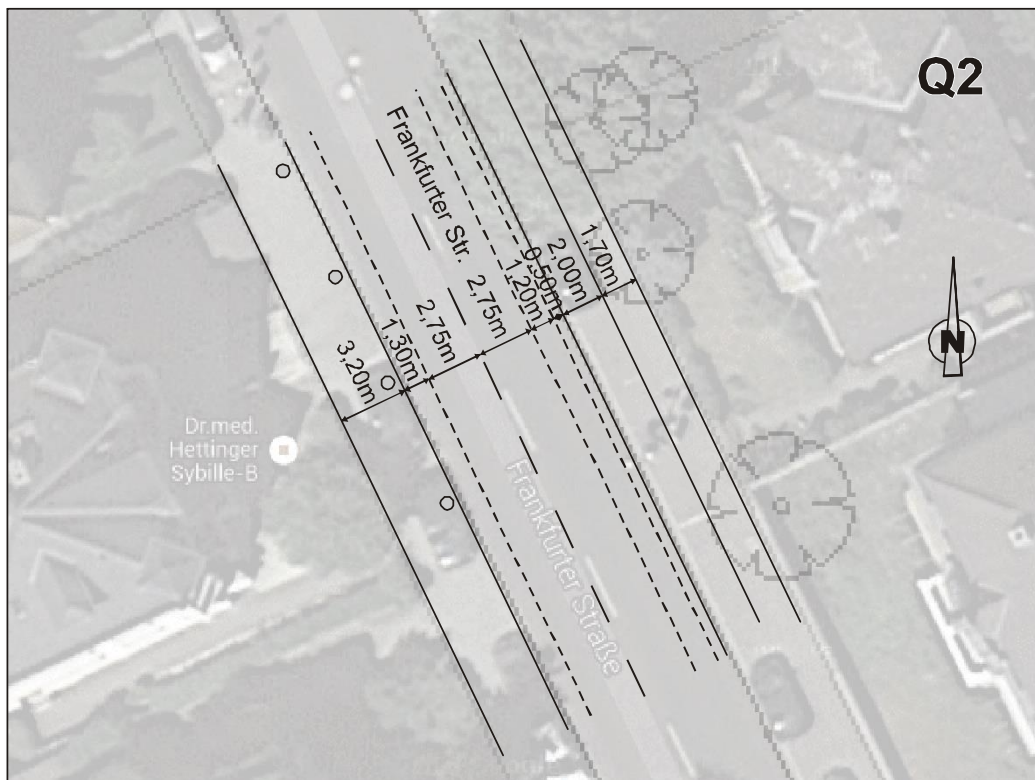 Q2
Frankfurter Str.
3,20m
1,30m
2,75m
2,75m
1,20m
0,50m
2,00m
1,70m
N
Dr.med.
Hettinger
Sybille-B
Frankfurter Straße